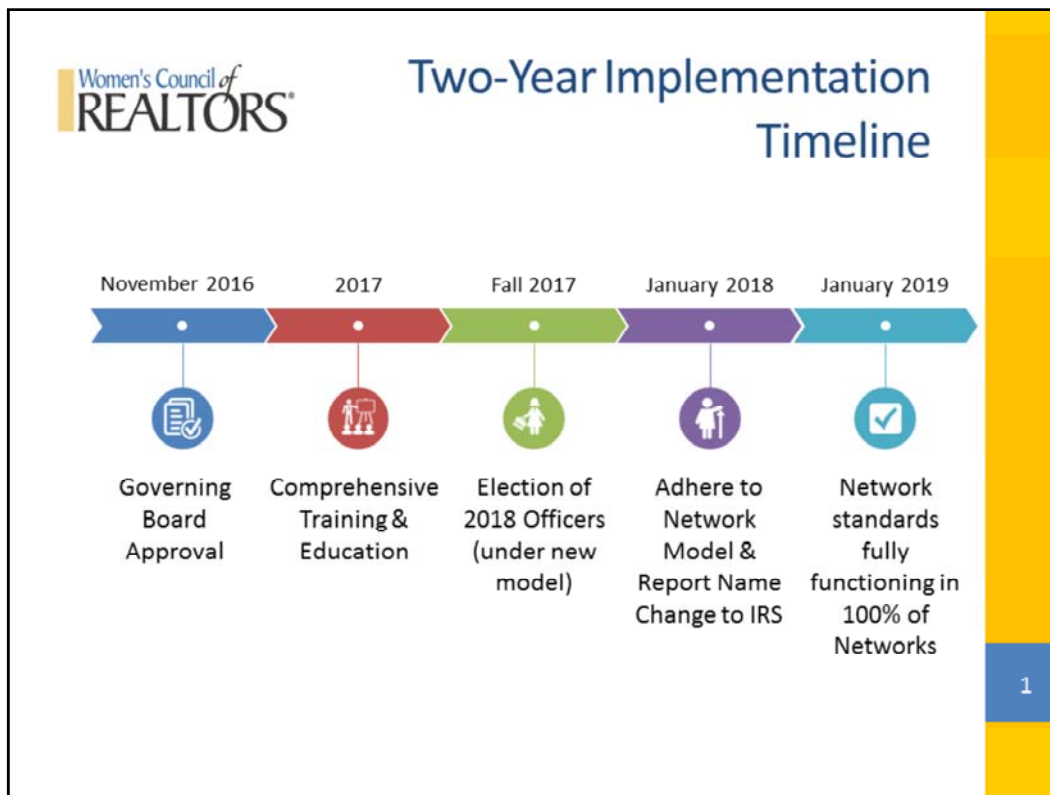 Women's Council of
REALTORS®
Two-Year Implementation
Timeline
November 2016
2017
Fall 2017
January 2018
January 2019
Governing
Board
Approval
Comprehensive
Training &
Education
Election of
2018 Officers
(under new
model)
Adhere to
Network
Model &
Report Name
Change to IRS
Network
standards
fully
functioning in
100% of
Networks
1